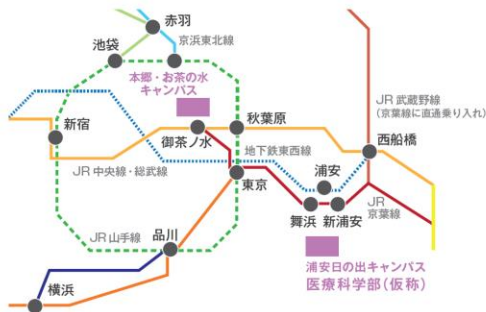 赤羽
池袋
京浜東北線
本郷・お茶の水
キャンパス
JR 武蔵野線
(京葉線に直通乗り入れ)
新宿
秋葉原
御茶ノ水
地下鉄東西線
西船橋
JR 中央線・総武線
東京
浦安
舞浜
新浦安
JR
京葉線
JR 山手線
品川
浦安日の出キャンパス
医療科学部(仮称)
横浜